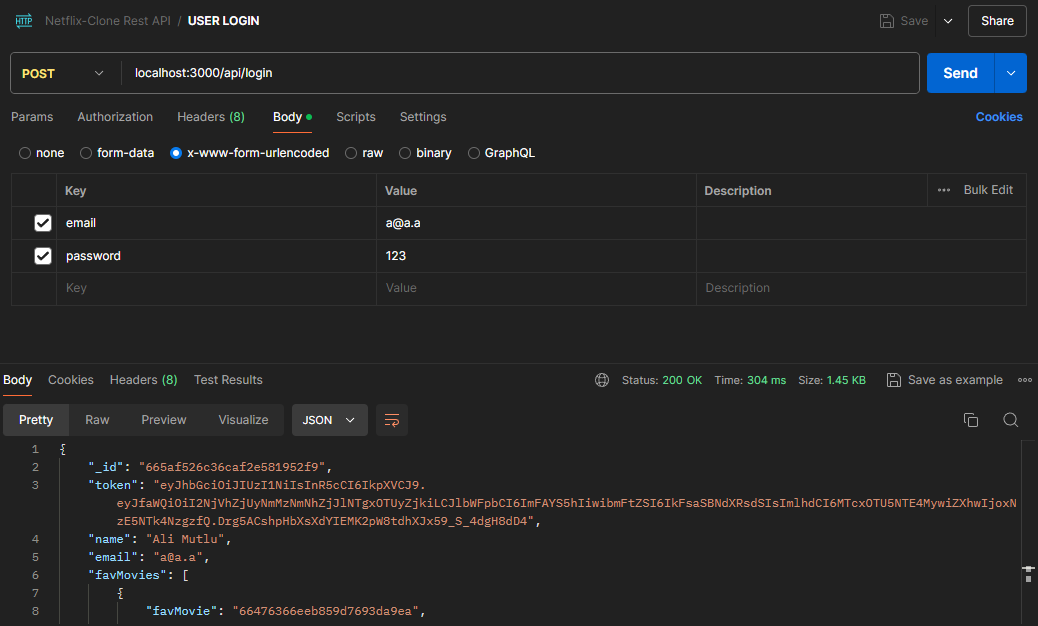 HTTP Netflix-Clone Rest API / USER LOGIN Save Share
POST localhost:3000/api/login Send
Params Authorization Headers (8) Body Scripts Settings Cookies
none form-data x-www-form-urlencoded raw binary GraphQL
Key Value Description ••• Bulk Edit
email a@a.a
password 123
Key Value Description
Body Cookies Headers (8) Test Results Status: 200 OK Time: 304 ms Size: 1.45 KB Save as example
Pretty Raw Preview Visualize JSON
1 {
2 "_id": "665af526c36caf2e581952f9",
3 "token": "eyJhbGciOiJIUzI1NiIsInR5cCI6IkpXVCJ9.
eyJfaWQiOiI2NjVhZjUyNmMzNmNhZjJlNTgxOTUyZjkiLCJlbWFpbCI6ImFAYS5hIiwibmFtZSI6IkFsaSBNdXRsdSIsImlhdCI6MTcxOTU5NTE4MywiZXhwIjoxN
zE5NTk4NzgzfQ.Drg5ACshpHbXsXdYIEMK2pW8tdhXJx59_S_4dgH8dD4",
4 "name": "Ali Mutlu",
5 "email": "a@a.a",
6 "favMovies": [
7 {
8 "favMovie": "66476366eeb859d7693da9ea",